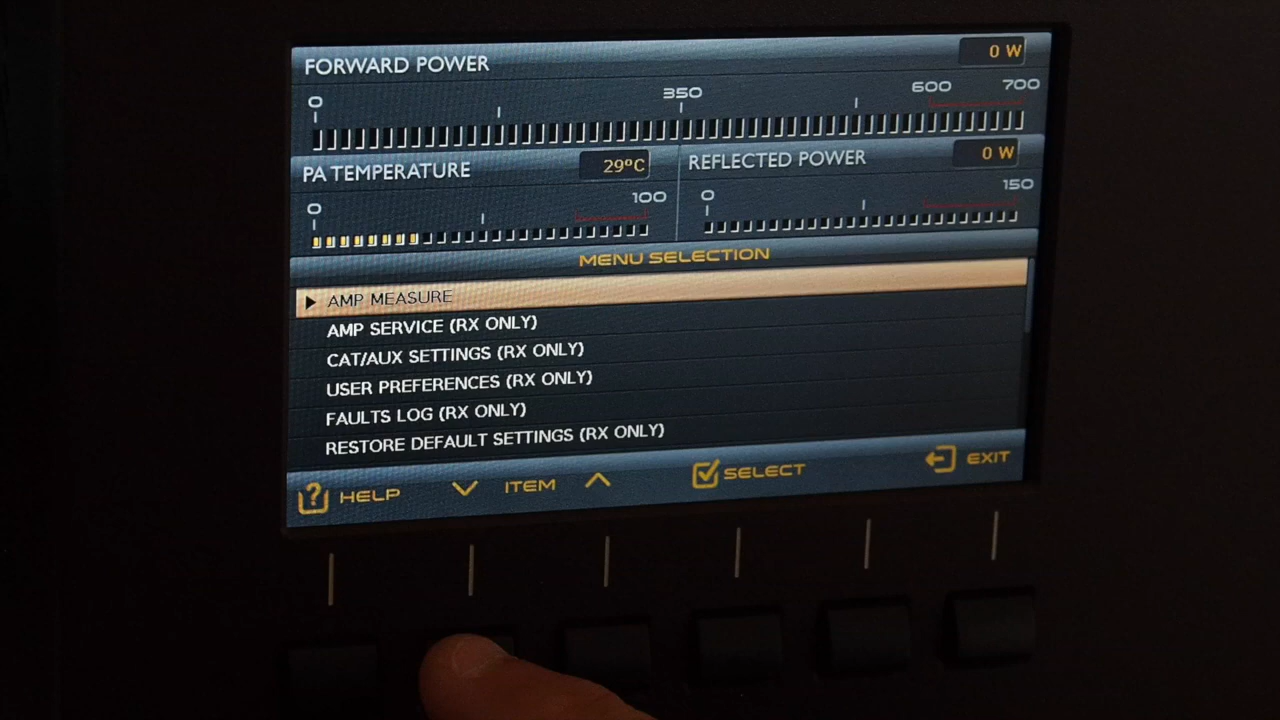 FORWARD POWER 0 W
0 350 600 700
PA TEMPERATURE 29°C
0 100
REFLECTED POWER 0 W
0 150
MENU SELECTION
AMP MEASURE
AMP SERVICE (RX ONLY)
CAT/AUX SETTINGS (RX ONLY)
USER PREFERENCES (RX ONLY)
FAULTS LOG (RX ONLY)
RESTORE DEFAULT SETTINGS (RX ONLY)
? HELP ITEM SELECT EXIT